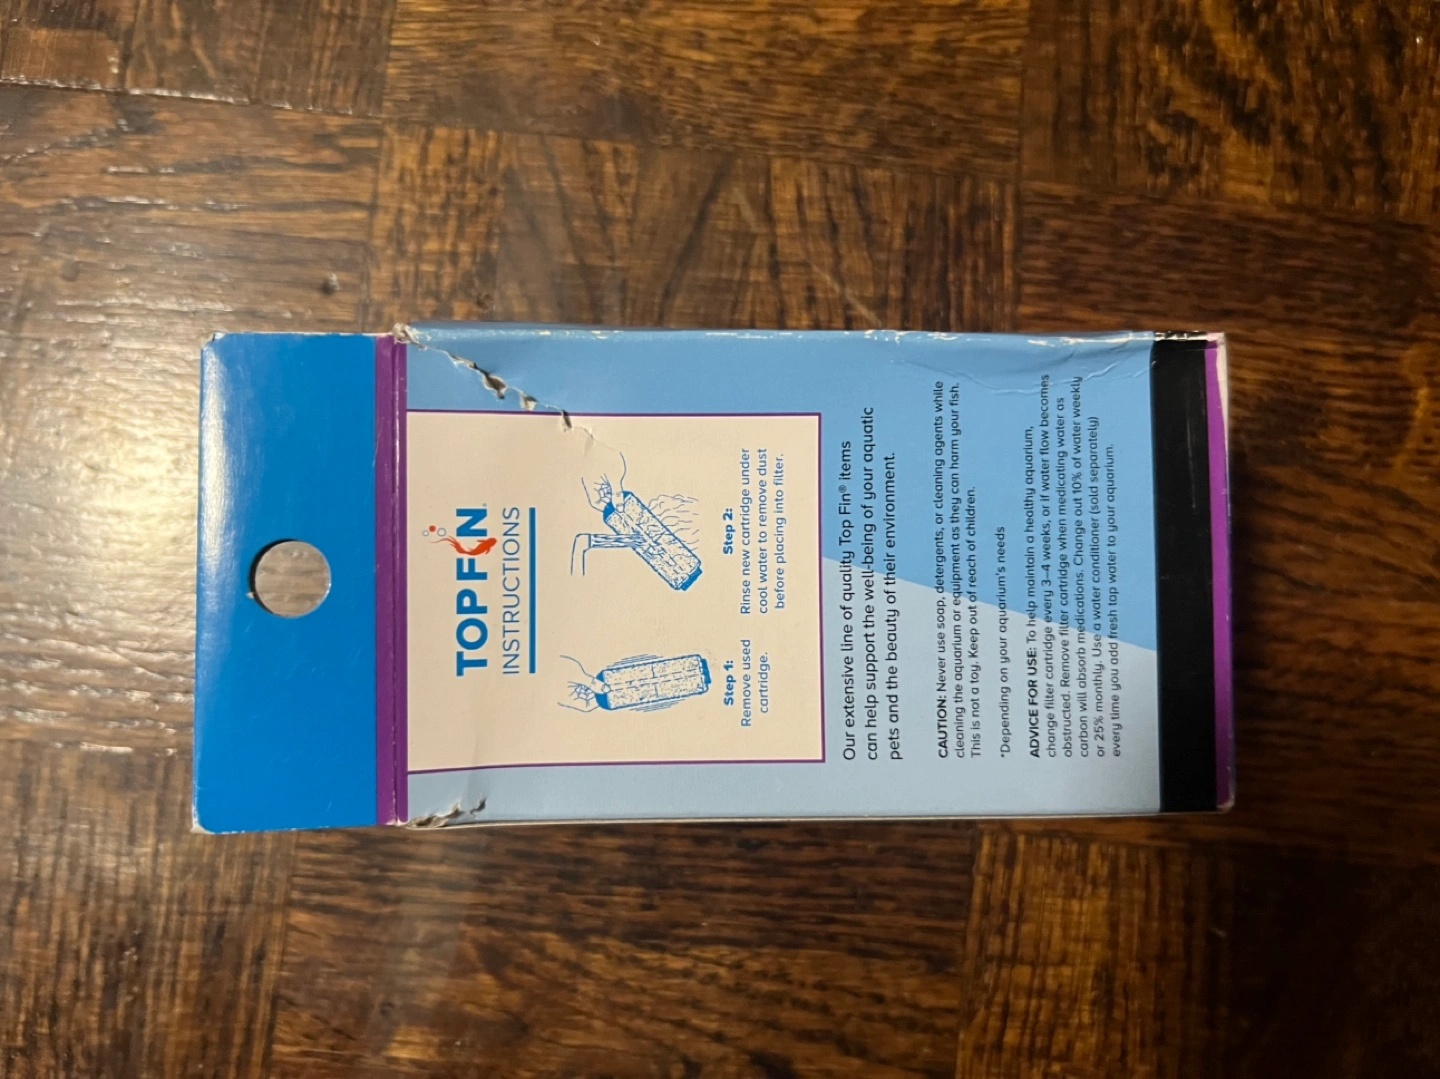 TOPFIN
INSTRUCTIONS
Step 1:
Remove used
cartridge.
Step 2:
Rinse new cartridge under
cool water to remove dust
before placing into filter.
Our extensive line of quality Top Fin® items
can help support the well-being of your aquatic
pets and the beauty of their environment.
CAUTION: Never use soap, detergents, or cleaning agents while
cleaning the aquarium or equipment as they can harm your fish.
This is not a toy. Keep out of reach of children.
*Depending on your aquarium's needs
ADVICE FOR USE: To help maintain a healthy aquarium,
change filter cartridge every 3–4 weeks, or if water flow becomes
obstructed. Remove filter cartridge when medicating water as
carbon will absorb medications. Change out 10% of water weekly
or 25% monthly. Use a water conditioner (sold separately)
every time you add fresh tap water to your aquarium.